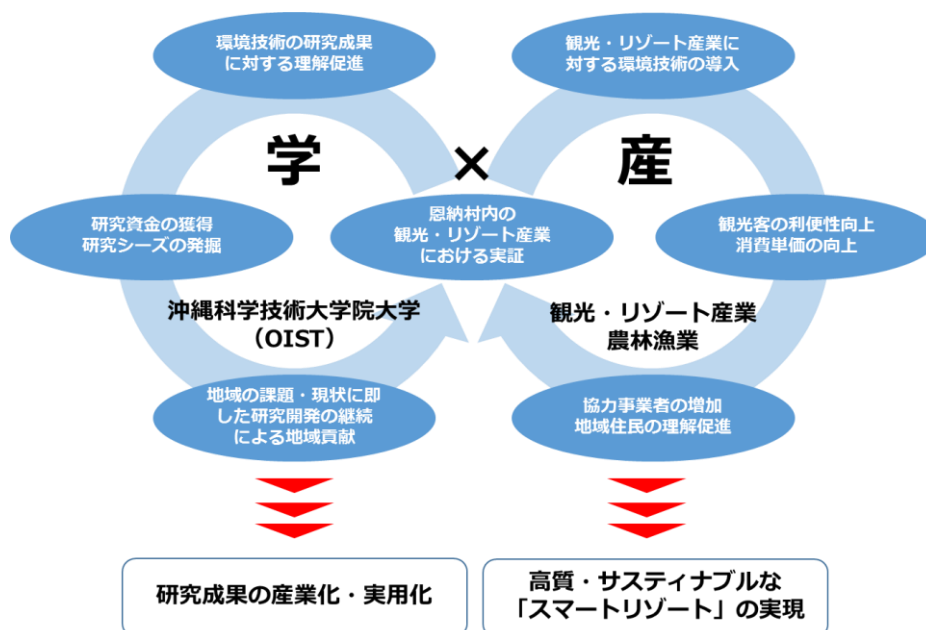 環境技術の研究成果
に対する理解促進
観光・リゾート産業に
対する環境技術の導入
学
×
産
研究資金の獲得
研究シーズの発掘
恩納村内の
観光・リゾート産業
における実証
観光客の利便性向上
消費単価の向上
沖縄科学技術大学院大学
（OIST）
観光・リゾート産業
農林漁業
地域の課題・現状に即
した研究開発の継続
による地域貢献
協力事業者の増加
地域住民の理解促進
研究成果の産業化・実用化
高質・サスティナブルな
「スマートリゾート」の実現